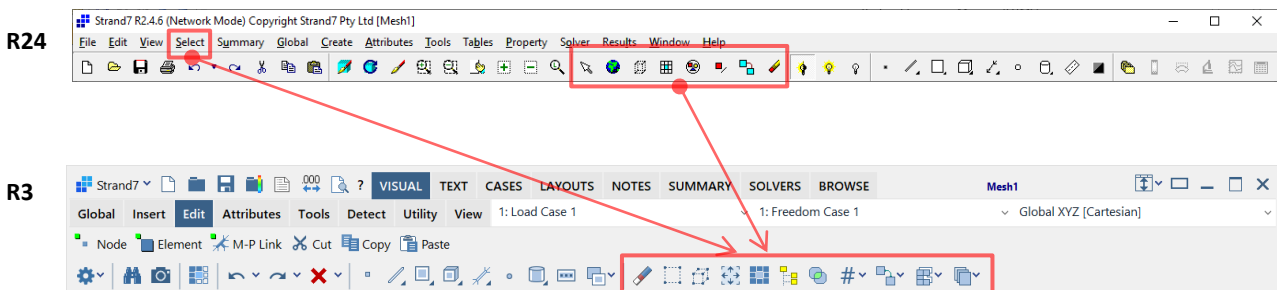 Strand7 R2.4.6 (Network Mode) Copyright Strand7 Pty Ltd [Mesh1]
R24
File Edit View Select Summary Global Create Attributes Tools Tables Property Solver Results Window Help
R3
Strand7 .000 ? VISUAL TEXT CASES LAYOUTS NOTES SUMMARY SOLVERS BROWSE Mesh1
Global Insert Edit Attributes Tools Detect Utility View 1: Load Case 1 1: Freedom Case 1 Global XYZ [Cartesian]
Node Element M-P Link Cut Copy Paste
#